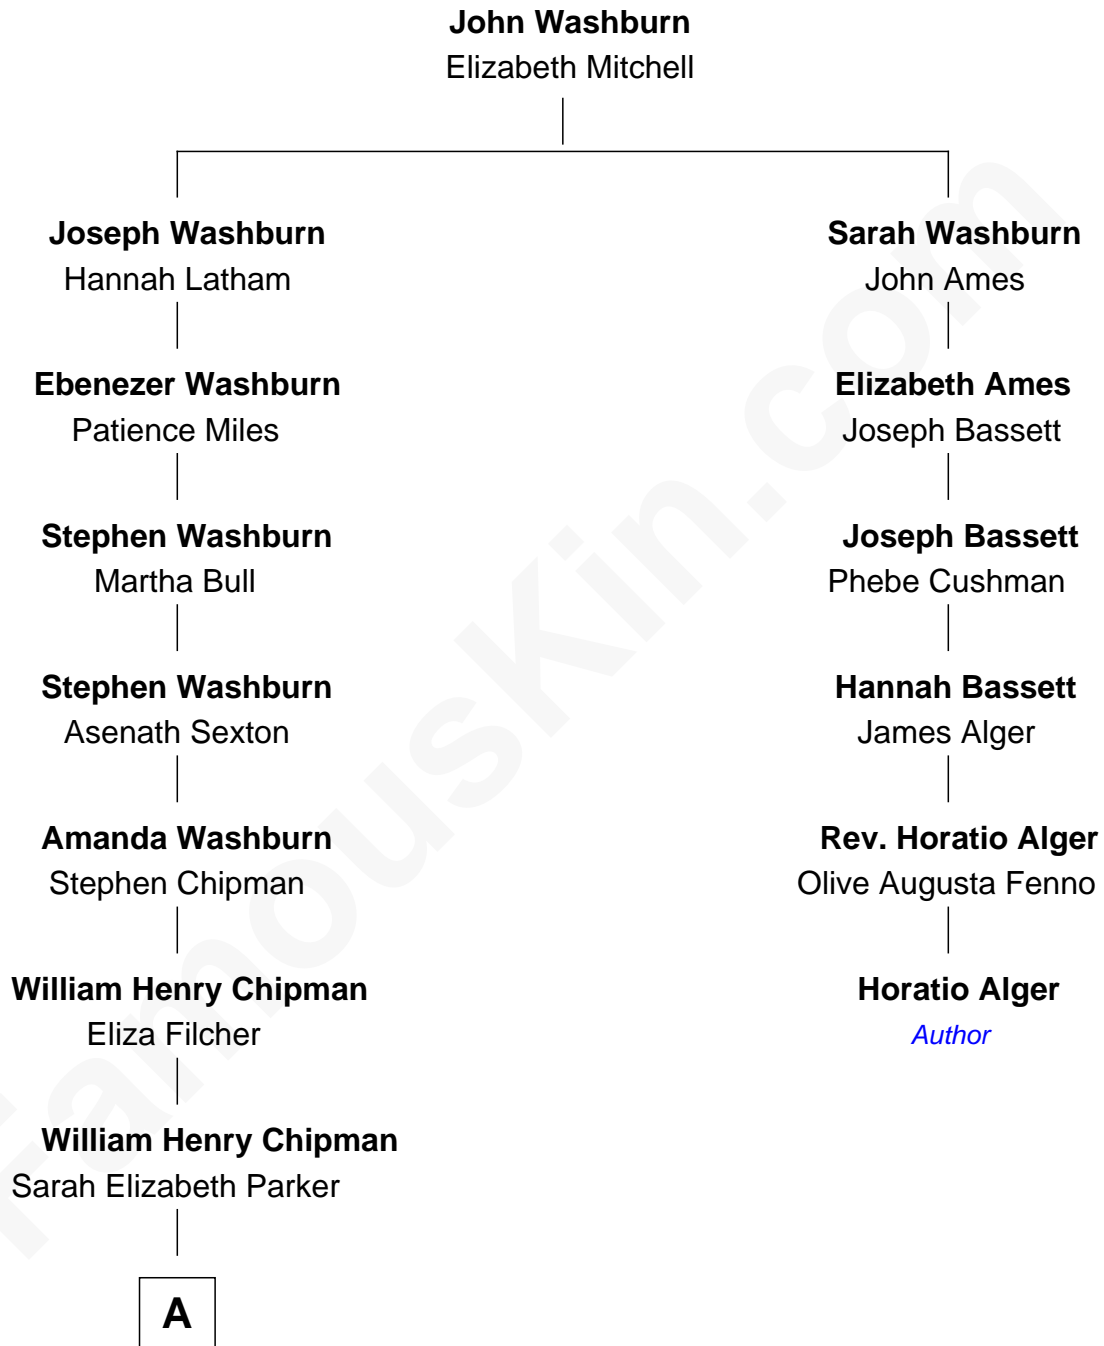 John Washburn
Elizabeth Mitchell
Joseph Washburn
Hannah Latham
Ebenezer Washburn
Patience Miles
Stephen Washburn
Martha Bull
Stephen Washburn
Asenath Sexton
Amanda Washburn
Stephen Chipman
William Henry Chipman
Eliza Filcher
William Henry Chipman
Sarah Elizabeth Parker
A
Sarah Washburn
John Ames
Elizabeth Ames
Joseph Bassett
Joseph Bassett
Phebe Cushman
Hannah Bassett
James Alger
Rev. Horatio Alger
Olive Augusta Fenno
Horatio Alger
Author
FamousKin.com